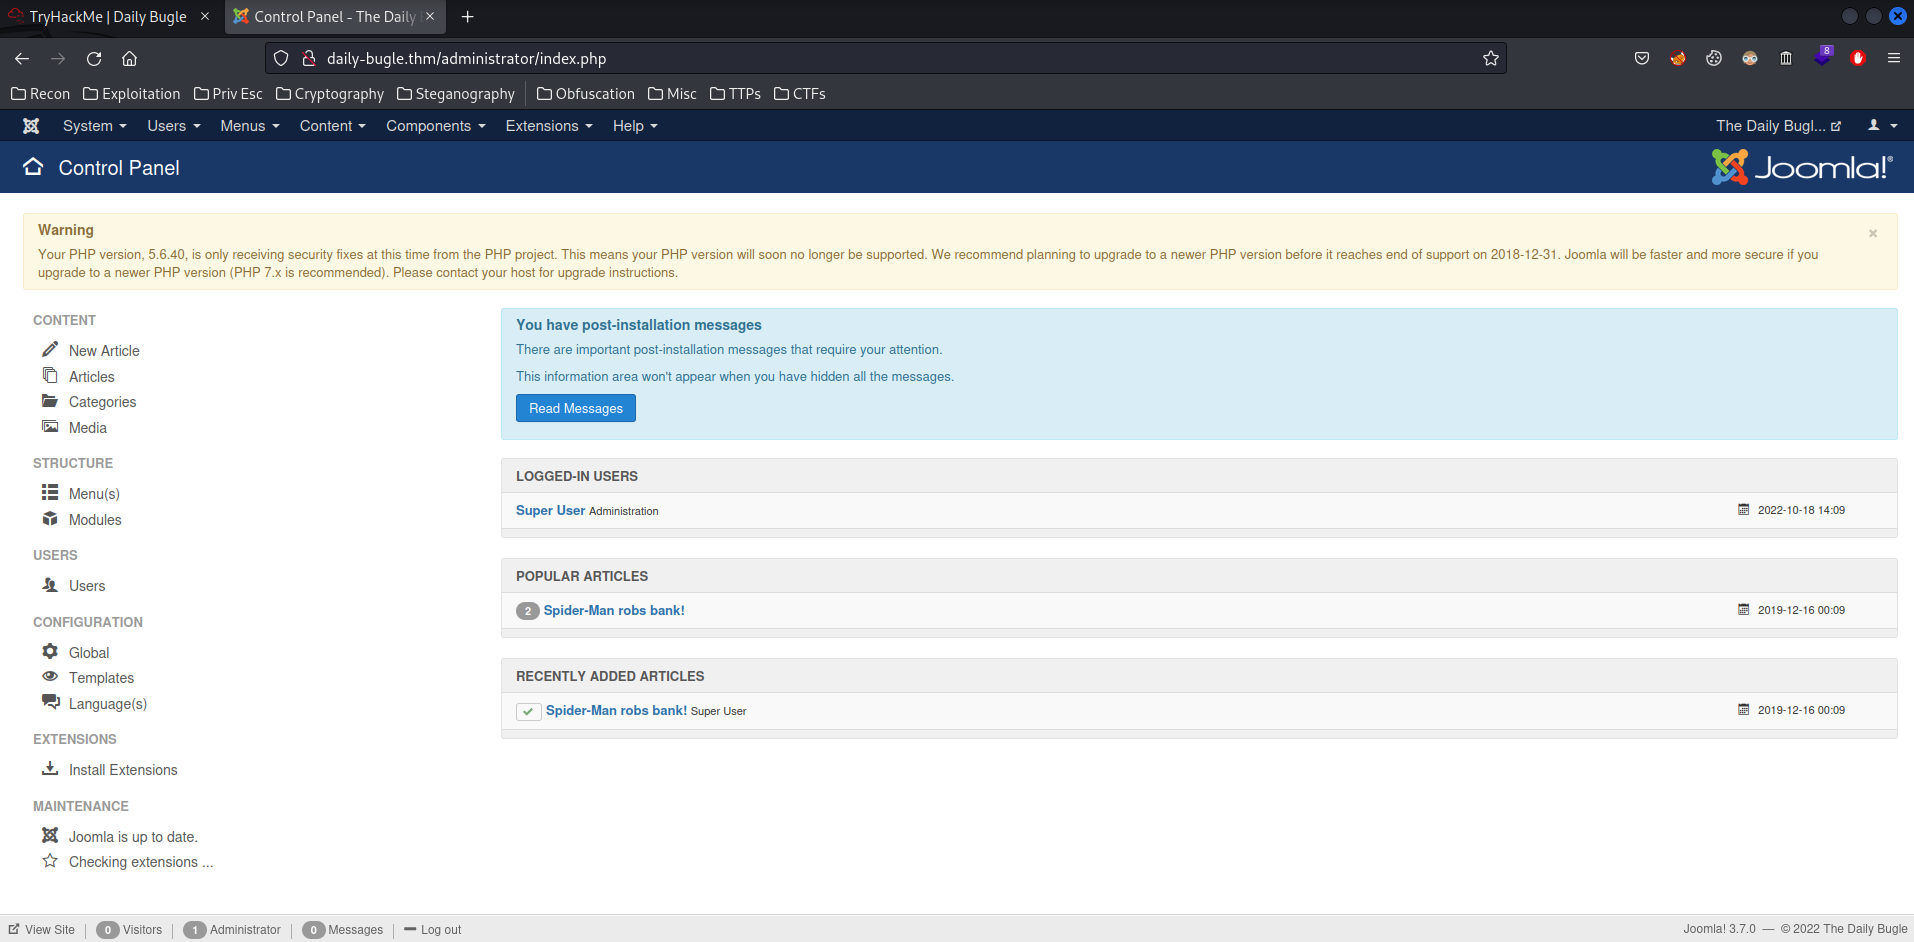 TryHackMe | Daily Bugle
Control Panel - The Daily
daily-bugle.thm/administrator/index.php
8
Recon Exploitation Priv Esc Cryptography Steganography Obfuscation Misc TTPs CTFs
System Users Menus Content Components Extensions Help The Daily Bugl...
Control Panel
Joomla!®
Warning
Your PHP version, 5.6.40, is only receiving security fixes at this time from the PHP project. This means your PHP version will soon no longer be supported. We recommend planning to upgrade to a newer PHP version before it reaches end of support on 2018-12-31. Joomla will be faster and more secure if you
upgrade to a newer PHP version (PHP 7.x is recommended). Please contact your host for upgrade instructions.
CONTENT
New Article
Articles
Categories
Media
STRUCTURE
Menu(s)
Modules
USERS
Users
CONFIGURATION
Global
Templates
Language(s)
EXTENSIONS
Install Extensions
MAINTENANCE
Joomla is up to date.
Checking extensions ...
You have post-installation messages
There are important post-installation messages that require your attention.
This information area won't appear when you have hidden all the messages.
Read Messages
LOGGED-IN USERS
Super User Administration 2022-10-18 14:09
POPULAR ARTICLES
2 Spider-Man robs bank! 2019-12-16 00:09
RECENTLY ADDED ARTICLES
Spider-Man robs bank! Super User 2019-12-16 00:09
View Site 0 Visitors 1 Administrator 0 Messages Log out Joomla! 3.7.0 — © 2022 The Daily Bugle